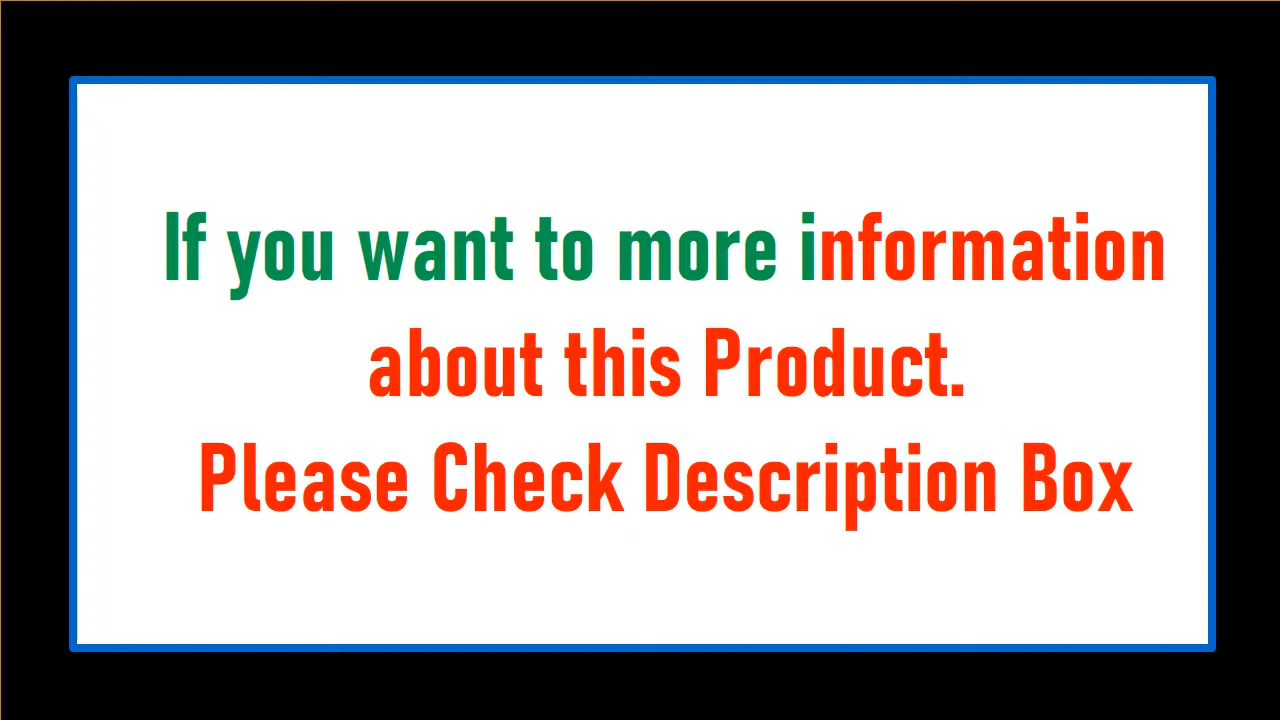 If you want to more information
about this Product.
Please Check Description Box